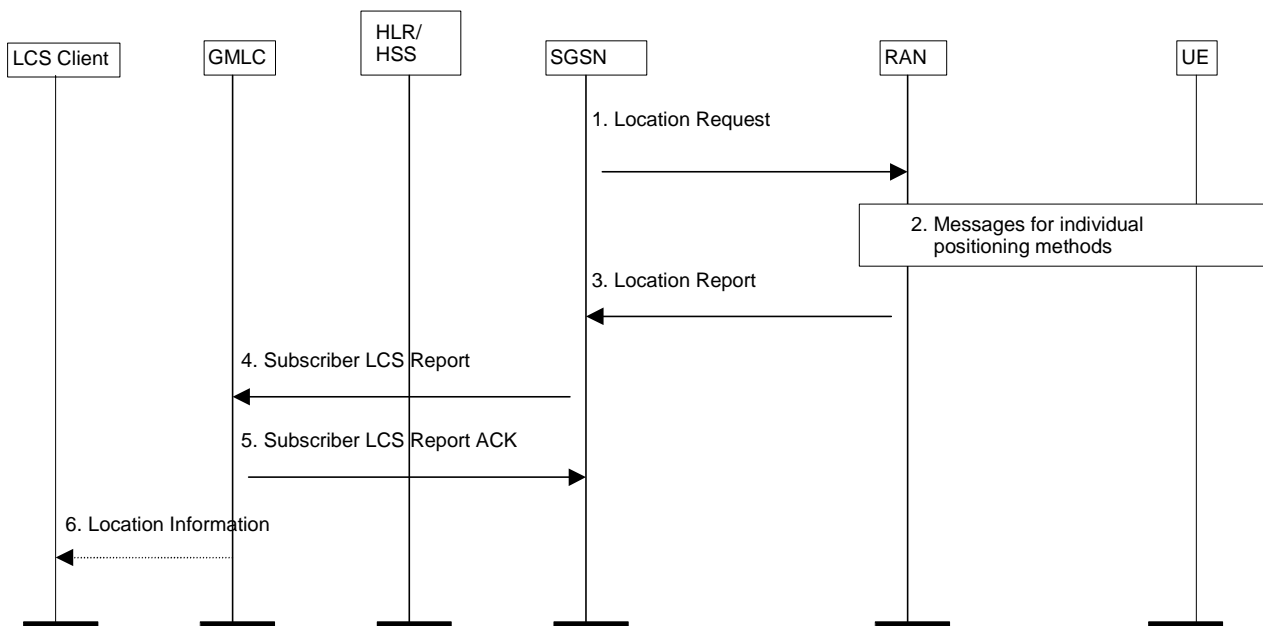 HLR/
HSS
LCS Client
GMLC
SGSN
RAN
UE
1. Location Request
2. Messages for individual
positioning methods
3. Location Report
4. Subscriber LCS Report
5. Subscriber LCS Report ACK
6. Location Information